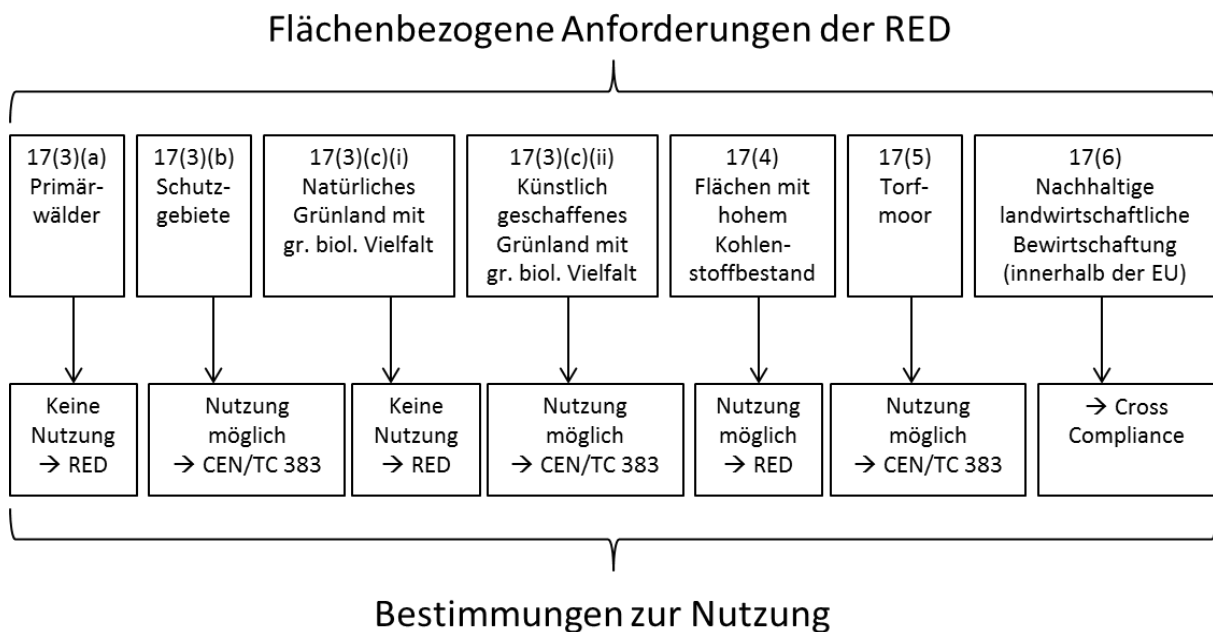 Flächenbezogene Anforderungen der RED
17(3)(a)
Primär-
wälder
17(3)(b)
Schutz-
gebiete
17(3)(c)(i)
Natürliches
Grünland mit
gr. biol. Vielfalt
17(3)(c)(ii)
Künstlich
geschaffenes
Grünland mit
gr. biol. Vielfalt
17(4)
Flächen mit
hohem
Kohlen-
stoffbestand
17(5)
Torf-
moor
17(6)
Nachhaltige
landwirtschaftliche
Bewirtschaftung
(innerhalb der EU)
Keine
Nutzung
→ RED
Nutzung
möglich
→ CEN/TC 383
Keine
Nutzung
→ RED
Nutzung
möglich
→ CEN/TC 383
Nutzung
möglich
→ RED
Nutzung
möglich
→ CEN/TC 383
→ Cross
Compliance
Bestimmungen zur Nutzung